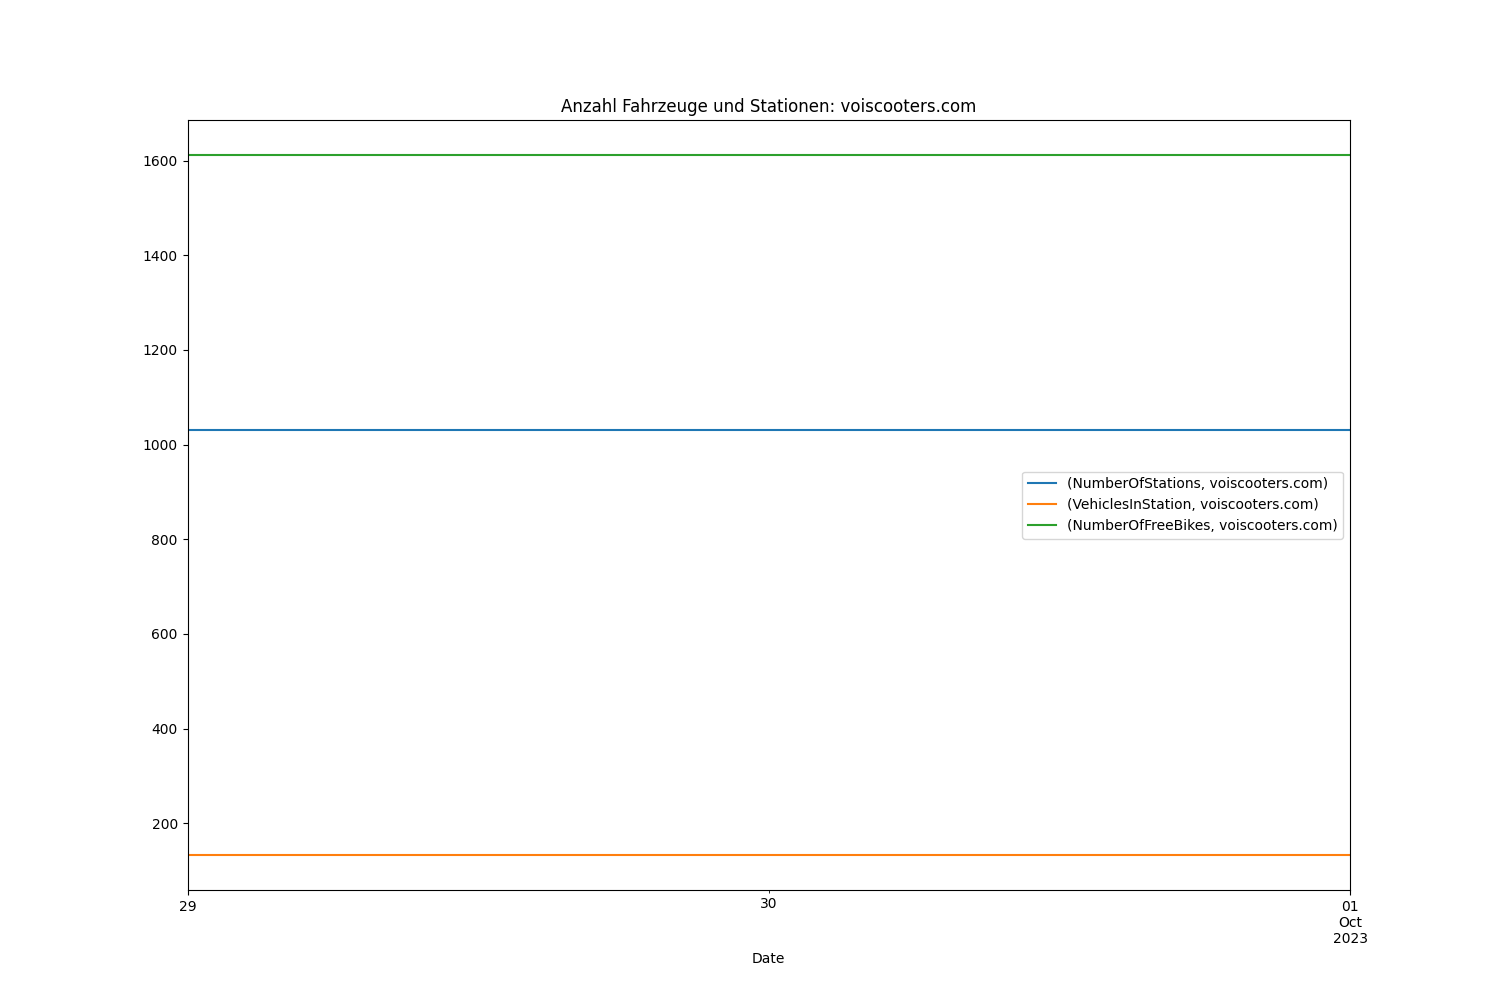 Anzahl Fahrzeuge und Stationen: voiscooters.com
1600
1400
1200
1000
800
600
400
200
(NumberOfStations, voiscooters.com)
(VehiclesInStation, voiscooters.com)
(NumberOfFreeBikes, voiscooters.com)
29
30
01
Oct
2023
Date